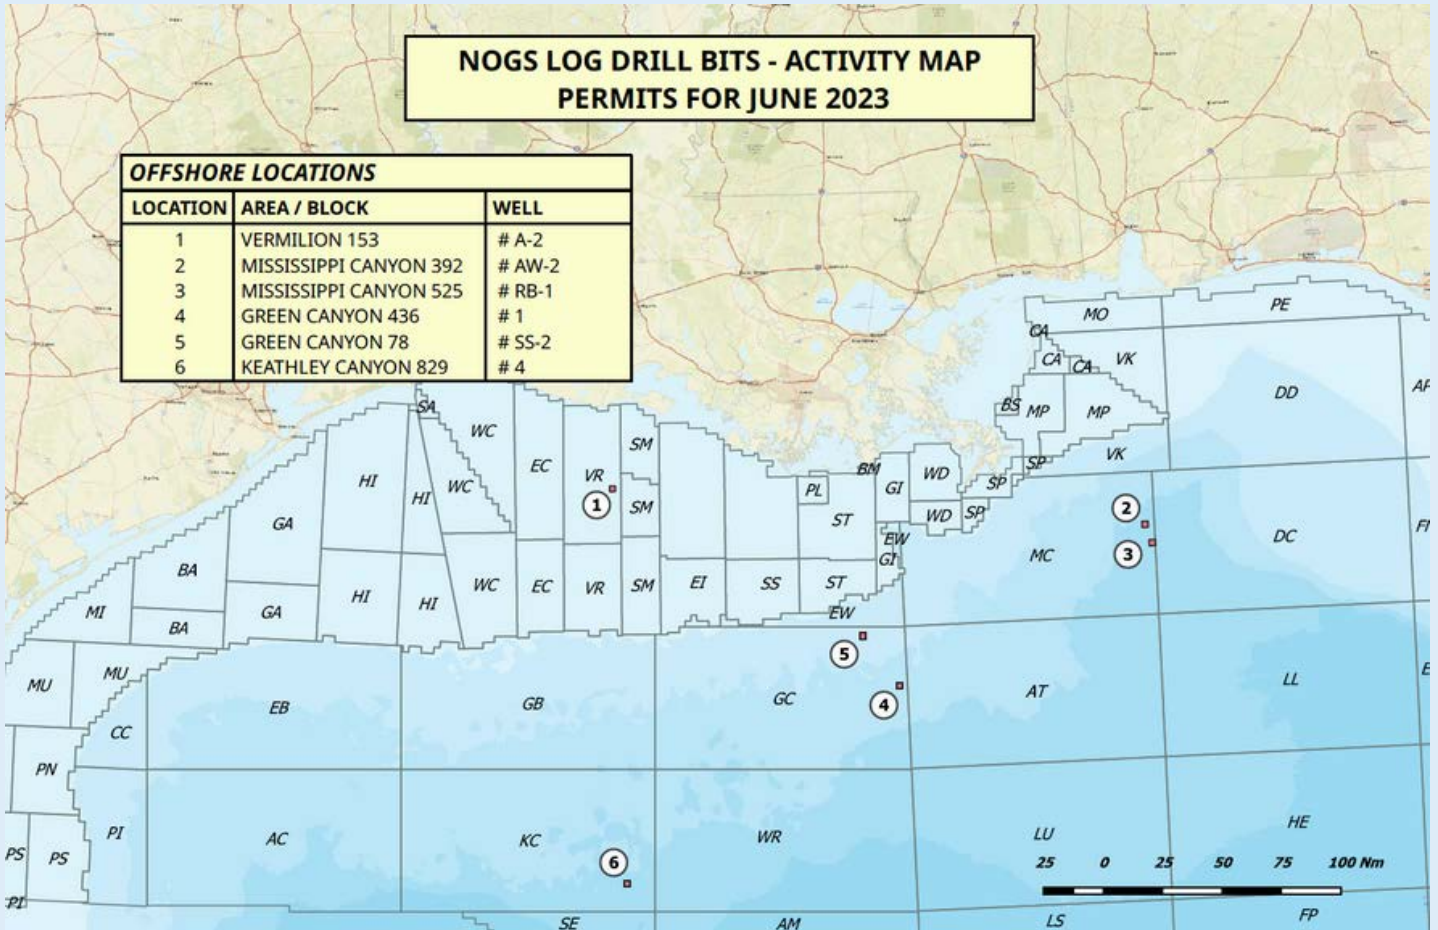 NOGS LOG DRILL BITS - ACTIVITY MAP
PERMITS FOR JUNE 2023
OFFSHORE LOCATIONS
LOCATION AREA / BLOCK WELL
1 VERMILION 153 # A-2
2 MISSISSIPPI CANYON 392 # AW-2
3 MISSISSIPPI CANYON 525 # RB-1
4 GREEN CANYON 436 # 1
5 GREEN CANYON 78 # SS-2
6 KEATHLEY CANYON 829 # 4
PE
MO
CA
CA
CA
VK
DD
AP
SA
BS
MP
MP
WC
SM
VK
EC
VR
BM
WD
SP
HI
HI
WC
PL
GI
SP
1
SM
ST
WD
SP
2
GA
EW
MC
3
DC
GI
BA
HI
HI
WC
EC
VR
SM
EI
SS
ST
MI
GA
EW
BA
5
MU
MU
EB
GB
GC
4
AT
LL
CC
PN
PI
AC
KC
WR
LU
HE
PS
PS
6
25 0 25 50 75 100 Nm
PI
SE
AM
LS
FP